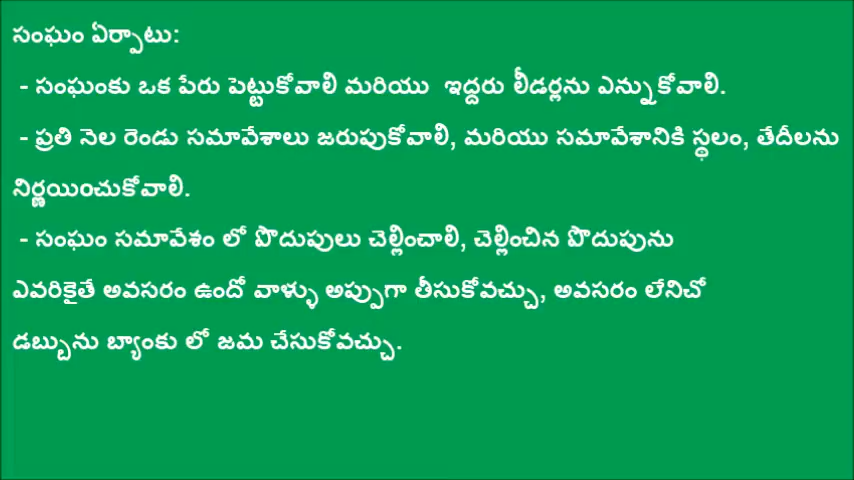 సంఘం ఏర్పాటు:
- సంఘంకు ఒక పేరు పెట్టుకోవాలి మరియు ఇద్దరు లీడర్లను ఎన్నుకోవాలి.
- ప్రతి నెల రెండు సమావేశాలు జరుపుకోవాలి, మరియు సమావేశానికి స్థలం, తేదీలను
నిర్ణయించుకోవాలి.
- సంఘం సమావేశం లో పొదుపులు చెల్లించాలి, చెల్లించిన పొదుపును
ఎవరికైతే అవసరం ఉందో వాళ్ళు అప్పుగా తీసుకోవచ్చు, అవసరం లేనిచో
డబ్బును బ్యాంకు లో జమ చేసుకోవచ్చు.